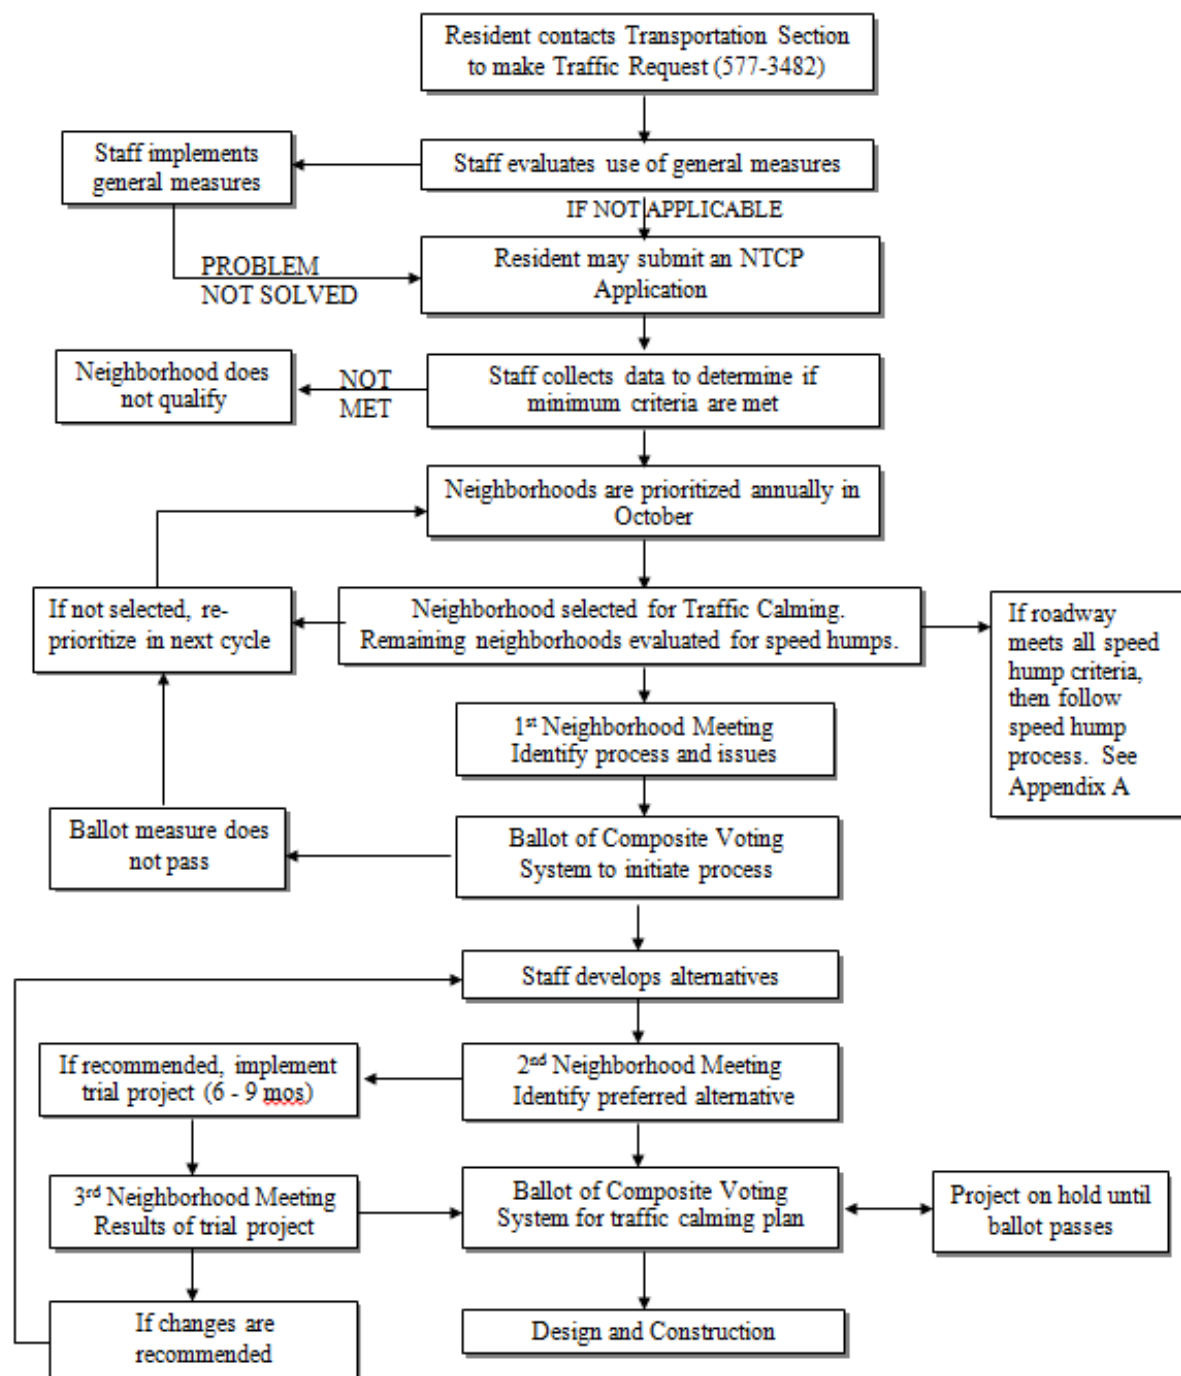 Resident contacts Transportation Section
to make Traffic Request (577-3482)
Staff implements
general measures
Staff evaluates use of general measures
IF NOT APPLICABLE
PROBLEM
NOT SOLVED
Resident may submit an NTCP
Application
Neighborhood does
not qualify
NOT
MET
Staff collects data to determine if
minimum criteria are met
Neighborhoods are prioritized annually in
October
If not selected, re-
prioritize in next cycle
Neighborhood selected for Traffic Calming.
Remaining neighborhoods evaluated for speed humps.
If roadway
meets all speed
hump criteria,
then follow
speed hump
process. See
Appendix A
1st Neighborhood Meeting
Identify process and issues
Ballot measure does
not pass
Ballot of Composite Voting
System to initiate process
Staff develops alternatives
If recommended, implement
trial project (6 - 9 mos)
2nd Neighborhood Meeting
Identify preferred alternative
3rd Neighborhood Meeting
Results of trial project
Ballot of Composite Voting
System for traffic calming plan
Project on hold until
ballot passes
If changes are
recommended
Design and Construction